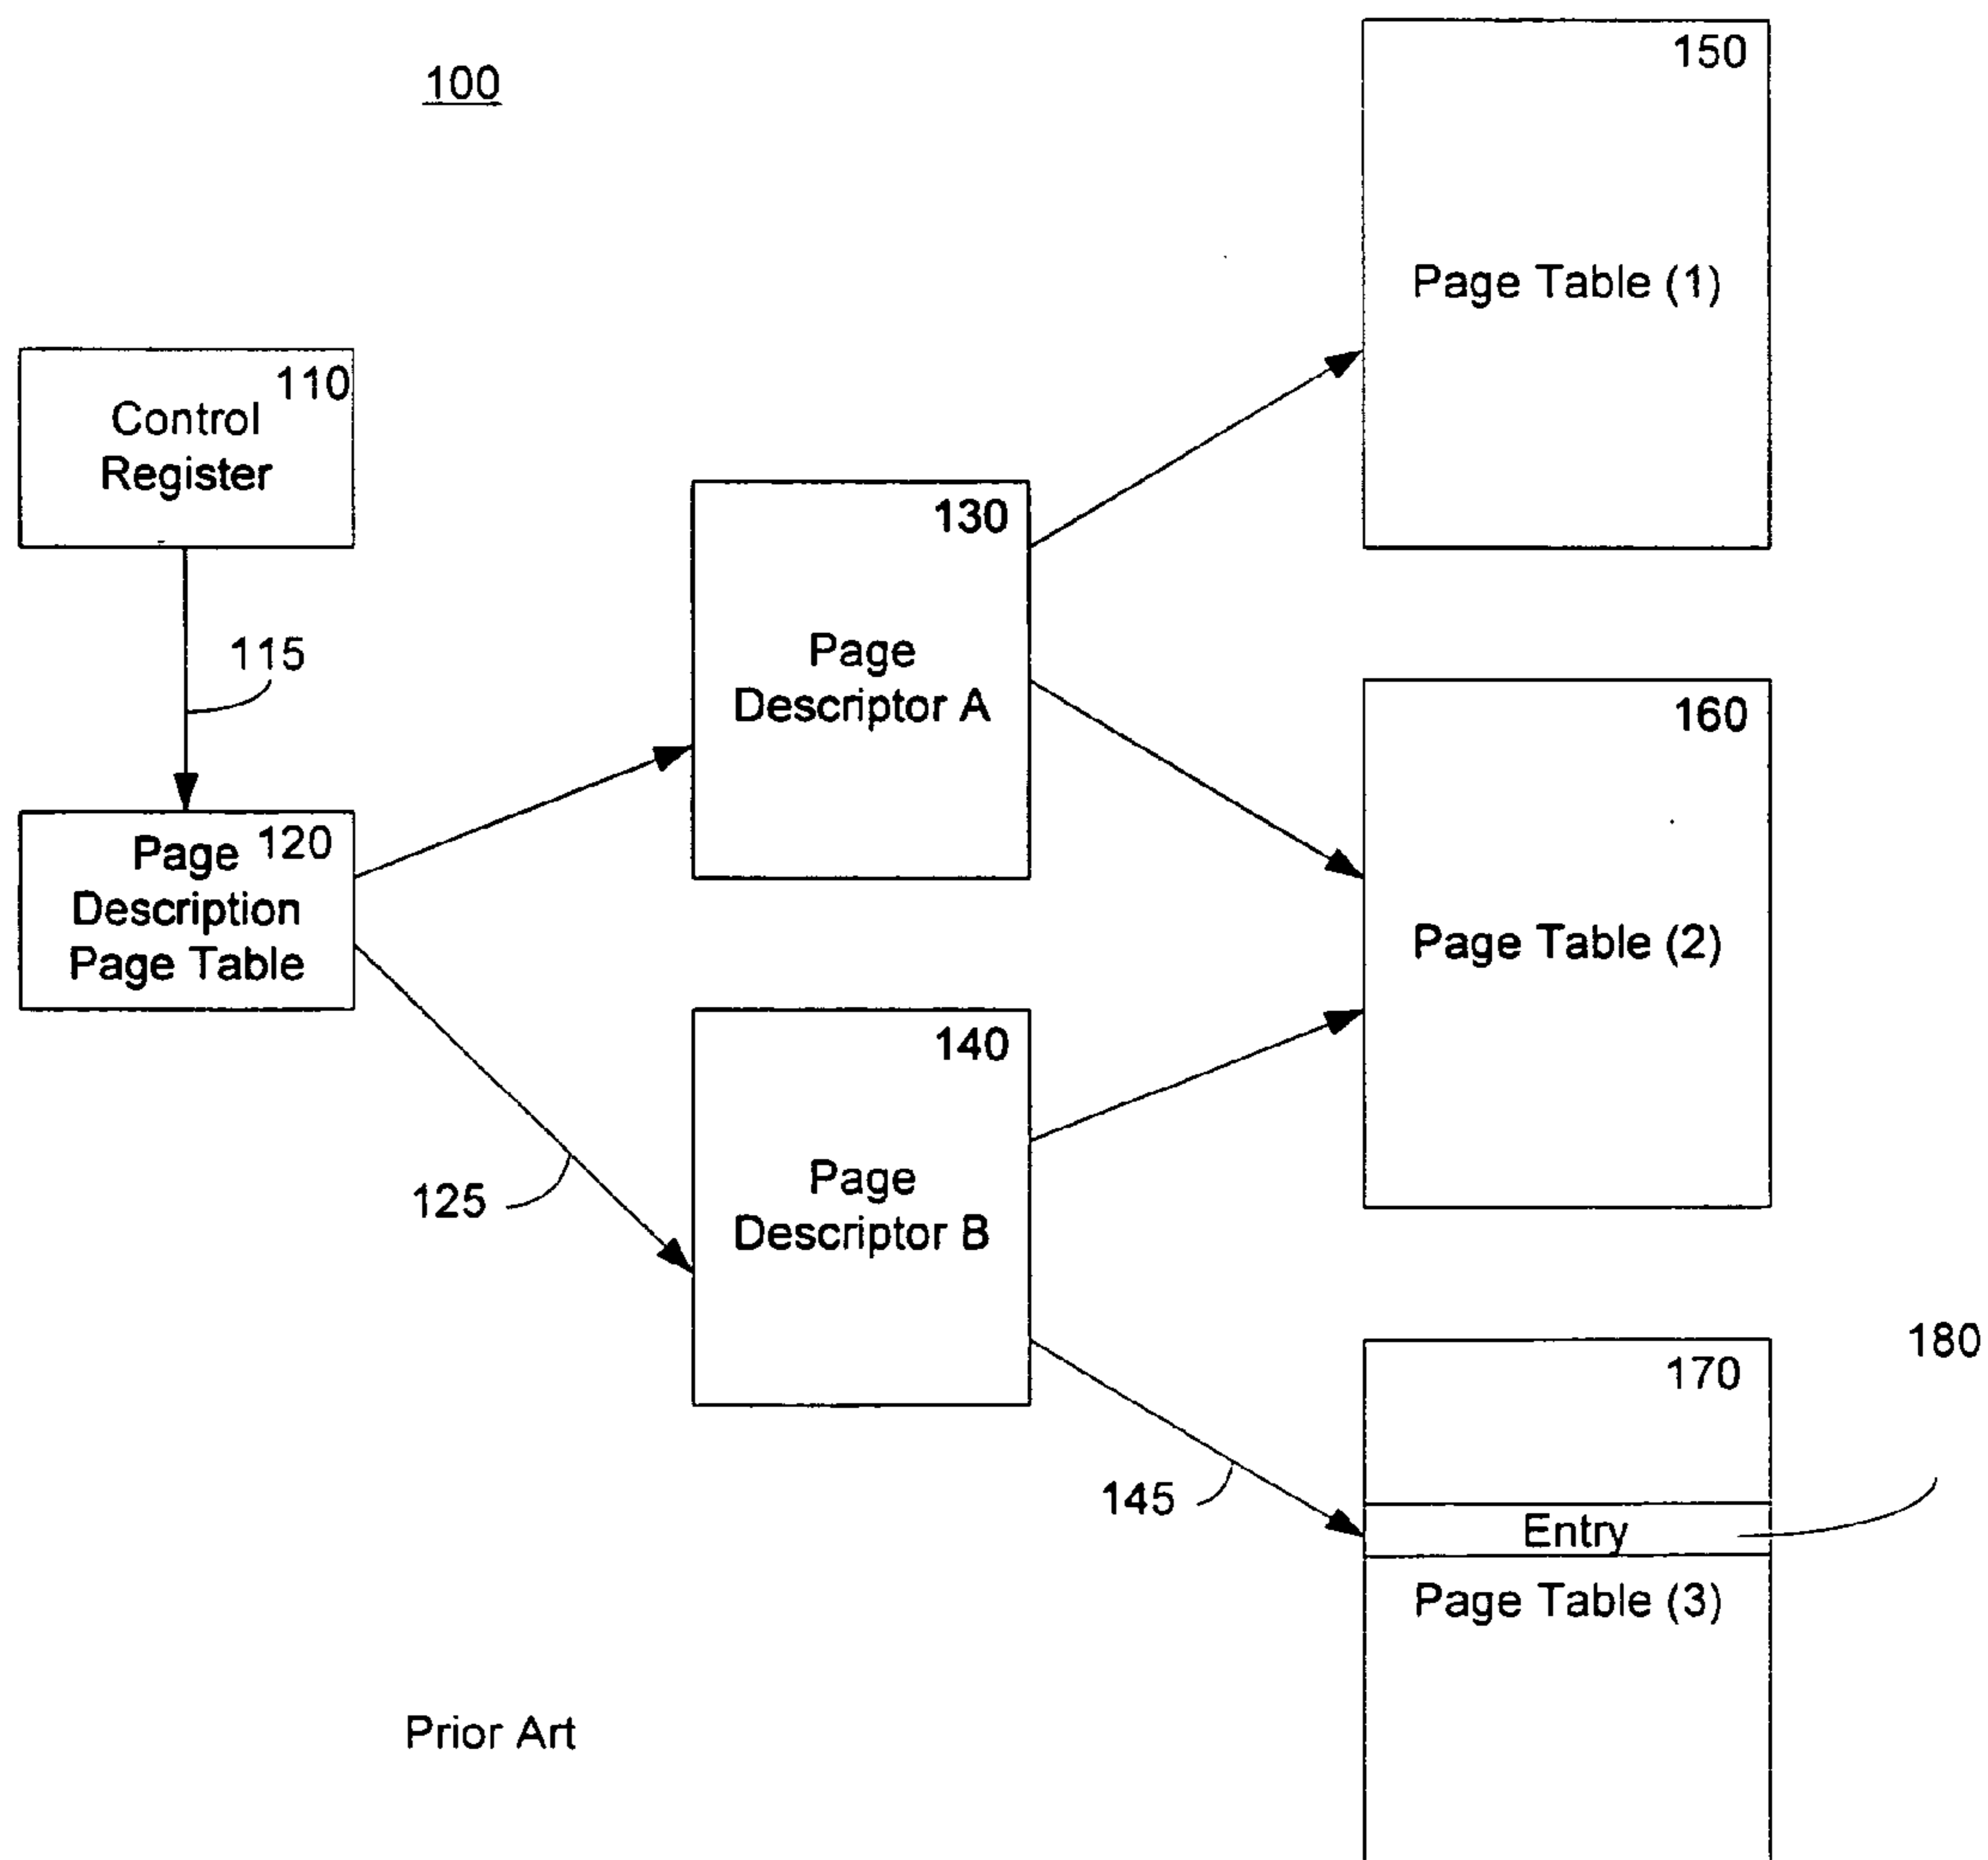 100
150
Page Table (1)
110
Control
Register
130
Page
Descriptor A
115
160
Page Table (2)
120
Page
Description
Page Table
140
Page
Descriptor B
125
180
170
145
Entry
Page Table (3)
Prior Art